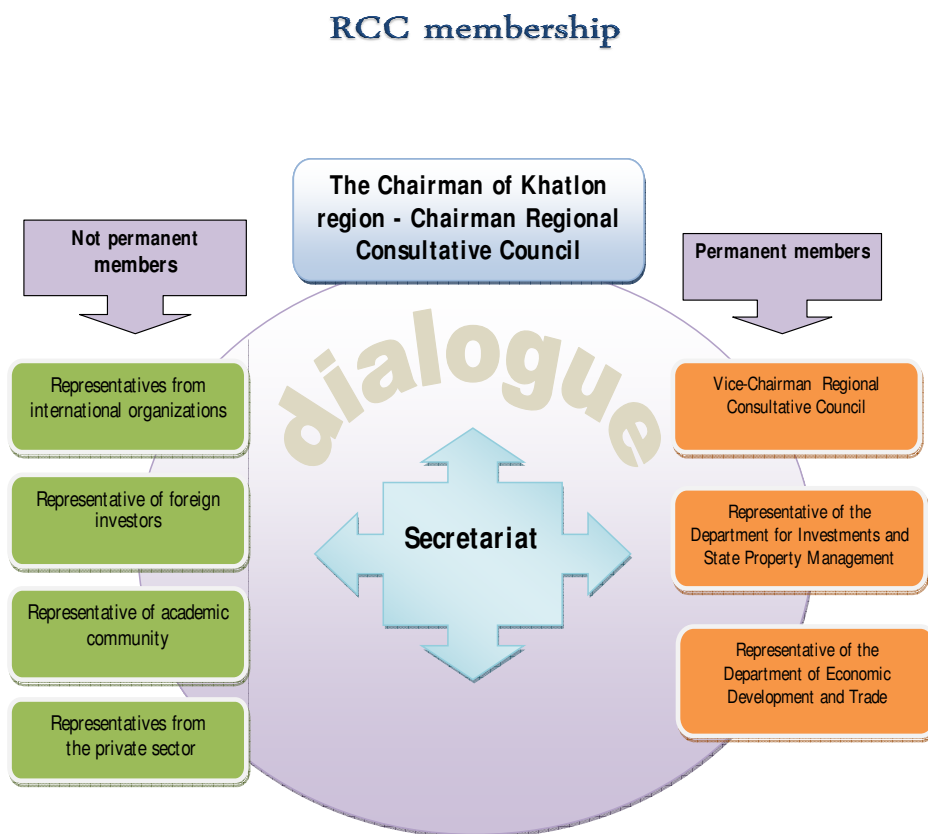 RCC membership
The Chairman of Khatlon
region - Chairman Regional
Consultative Council
Not permanent
members
Permanent members
dialogue
Representatives from
international organizations
Representative of foreign
investors
Representative of academic
community
Representatives from
the private sector
Secretariat
Vice-Chairman Regional
Consultative Council
Representative of the
Department for Investments and
State Property Management
Representative of the
Department of Economic
Development and Trade